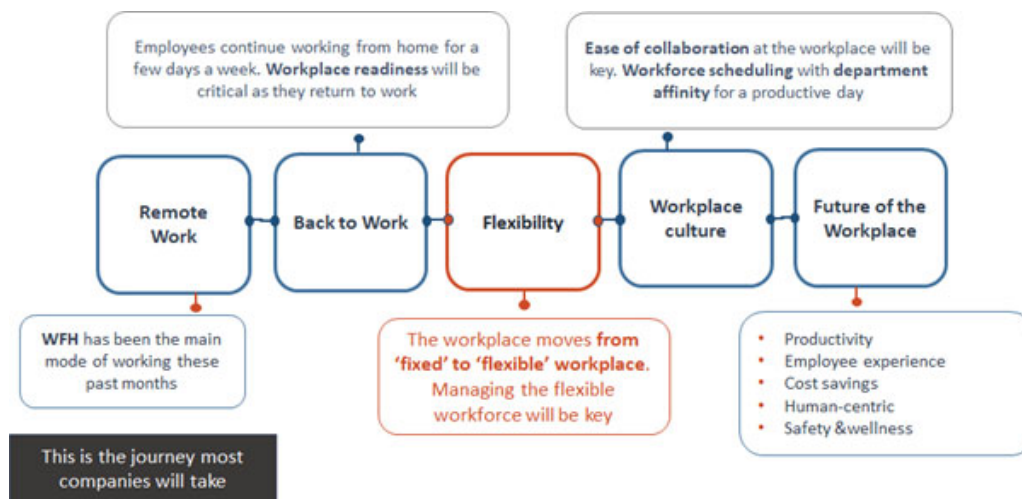 Employees continue working from home for a
few days a week. Workplace readiness will be
critical as they return to work
Ease of collaboration at the workplace will be
key. Workforce scheduling with department
affinity for a productive day
Remote
Work
Back to Work
Flexibility
Workplace
culture
Future of the
Workplace
WFH has been the main
mode of working these
past months
The workplace moves from
‘fixed’ to ‘flexible’ workplace.
Managing the flexible
workforce will be key
• Productivity
• Employee experience
• Cost savings
• Human-centric
• Safety &wellness
This is the journey most
companies will take